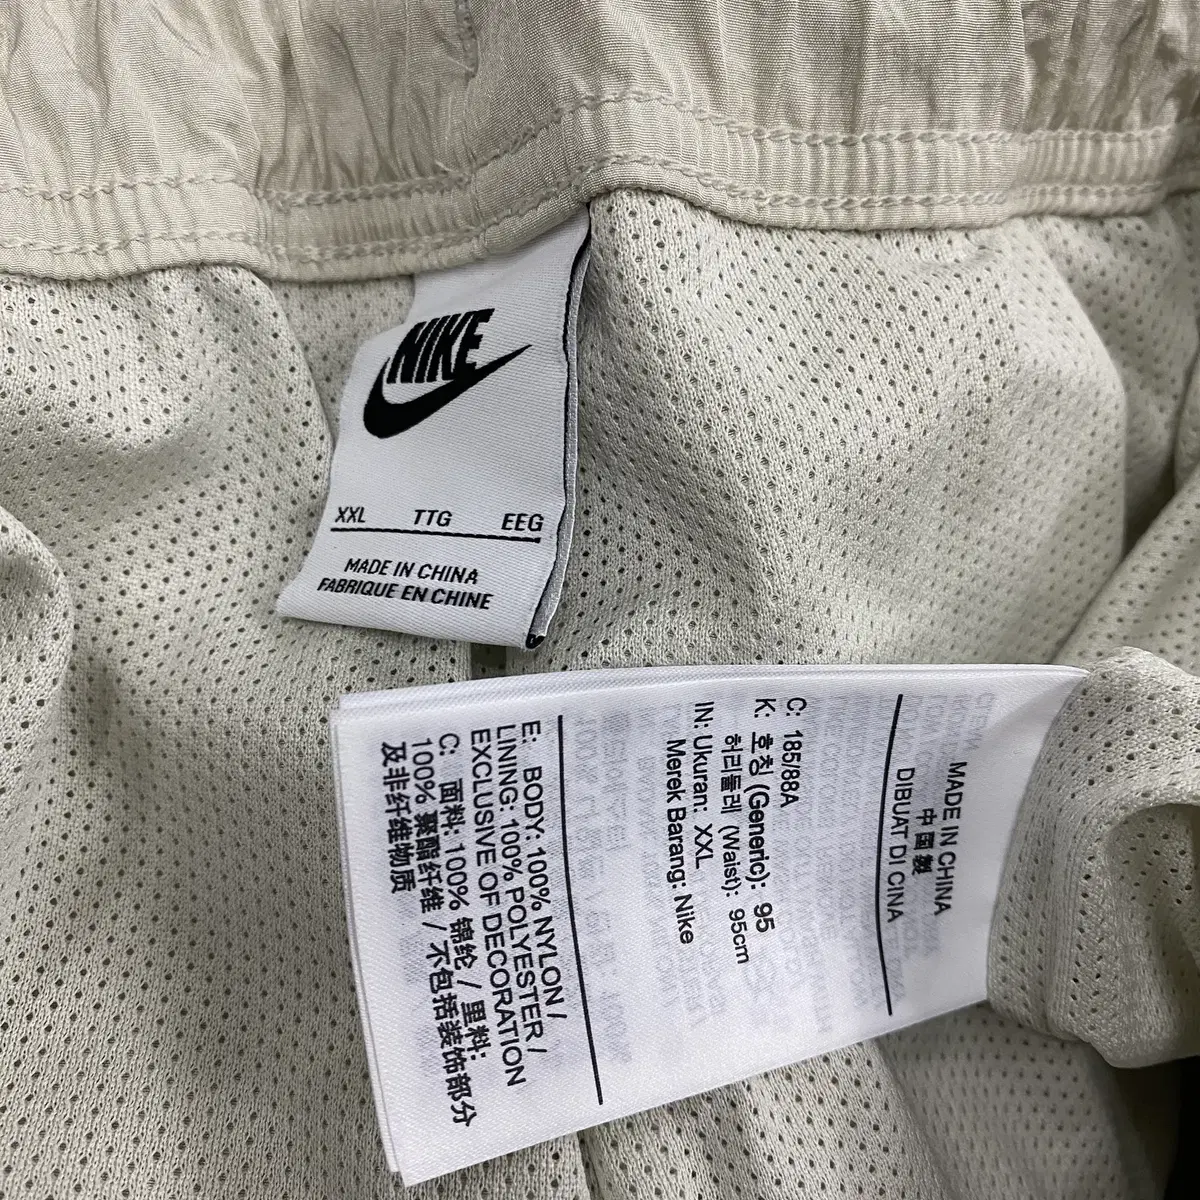 NIKE
XXL TTG EEG
MADE IN CHINA
FABRIQUE EN CHINE
MADE IN CHINA
中国製
DIBUAT DI CINA
C: 185/88A
K: 호칭 (Generic): 95
허리둘레 (Waist): 95cm
IN: Ukuran: XXL
Merek Barang: Nike
E: BODY: 100% NYLON /
LINING: 100% POLYESTER /
EXCLUSIVE OF DECORATION
C: 面料: 100% 锦纶 / 里料:
100% 聚酯纤维 / 不包括装饰部分
及非纤维物质